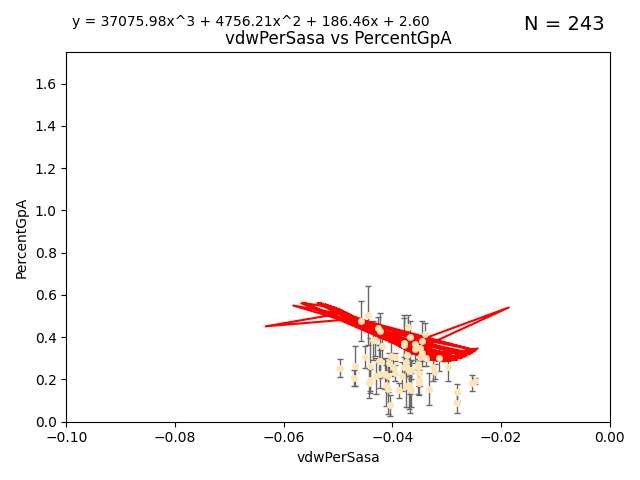 y = 37075.98x^3 + 4756.21x^2 + 186.46x + 2.60
N = 243
vdwPerSasa vs PercentGpA
PercentGpA
1.6
1.4
1.2
1.0
0.8
0.6
0.4
0.2
0.0
−0.10 −0.08 −0.06 −0.04 −0.02 0.00
vdwPerSasa